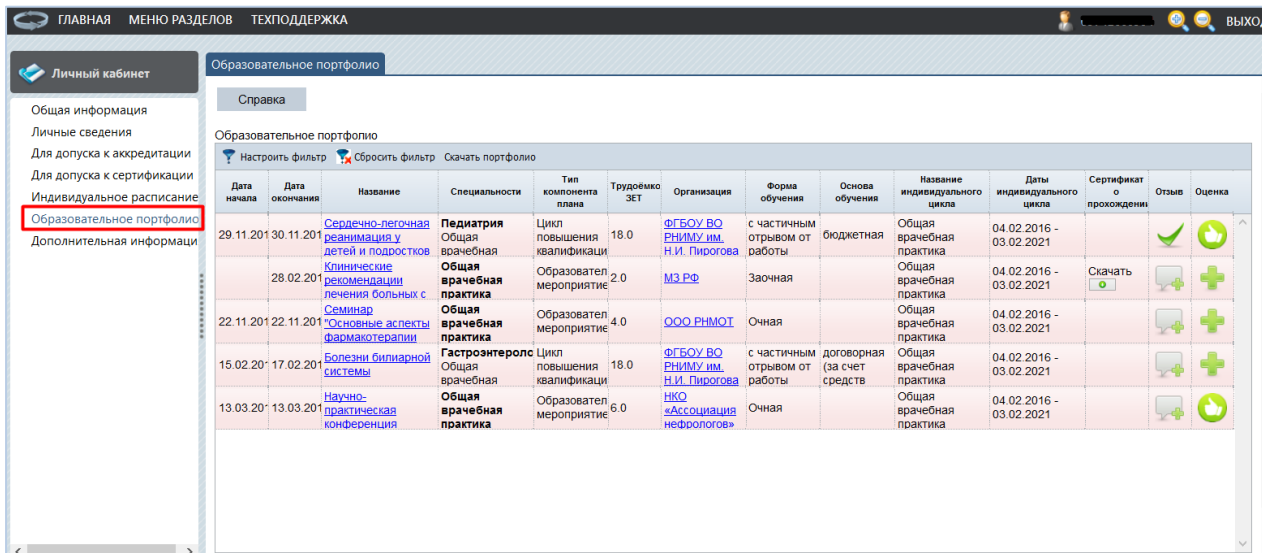 ГЛАВНАЯ МЕНЮ РАЗДЕЛОВ ТЕХПОДДЕРЖКА ВЫХОД
Личный кабинет
Общая информация
Личные сведения
Для допуска к аккредитации
Для допуска к сертификации
Индивидуальное расписание
Образовательное портфолио
Дополнительная информаци
Образовательное портфолио
Справка
Образовательное портфолио
Настроить фильтр Сбросить фильтр Скачать портфолио
Дата начала
Дата окончания
Название
Специальности
Тип компонента плана
Трудоёмко ЗЕТ
Организация
Форма обучения
Основа обучения
Название индивидуального цикла
Даты индивидуального цикла
Сертификат о прохождени
Отзыв
Оценка
29.11.201 30.11.201
Сердечно-легочная
реанимация у
детей и подростков
Педиатрия
Общая
врачебная
Цикл
повышения
квалификаци
18.0
ФГБОУ ВО
РНИМУ им.
Н.И. Пирогова
с частичным
отрывом от
работы
бюджетная
Общая
врачебная
практика
04.02.2016 -
03.02.2021
28.02.201
Клинические
рекомендации
лечения больных с
Общая
врачебная
практика
Образовател
мероприятие
2.0
МЗ РФ
Заочная
Общая
врачебная
практика
04.02.2016 -
03.02.2021
Скачать
22.11.201 22.11.201
Семинар
"Основные аспекты
фармакотерапии
Общая
врачебная
практика
Образовател
мероприятие
4.0
ООО РНМОТ
Очная
Общая
врачебная
практика
04.02.2016 -
03.02.2021
15.02.201 17.02.201
Болезни билиарной
системы
Гастроэнтероло
Общая
врачебная
Цикл
повышения
квалификаци
18.0
ФГБОУ ВО
РНИМУ им.
Н.И. Пирогова
с частичным
отрывом от
работы
договорная
(за счет
средств
Общая
врачебная
практика
04.02.2016 -
03.02.2021
13.03.201 13.03.201
Научно-
практическая
конференция
Общая
врачебная
практика
Образовател
мероприятие
6.0
НКО
«Ассоциация
нефрологов»
Очная
Общая
врачебная
практика
04.02.2016 -
03.02.2021